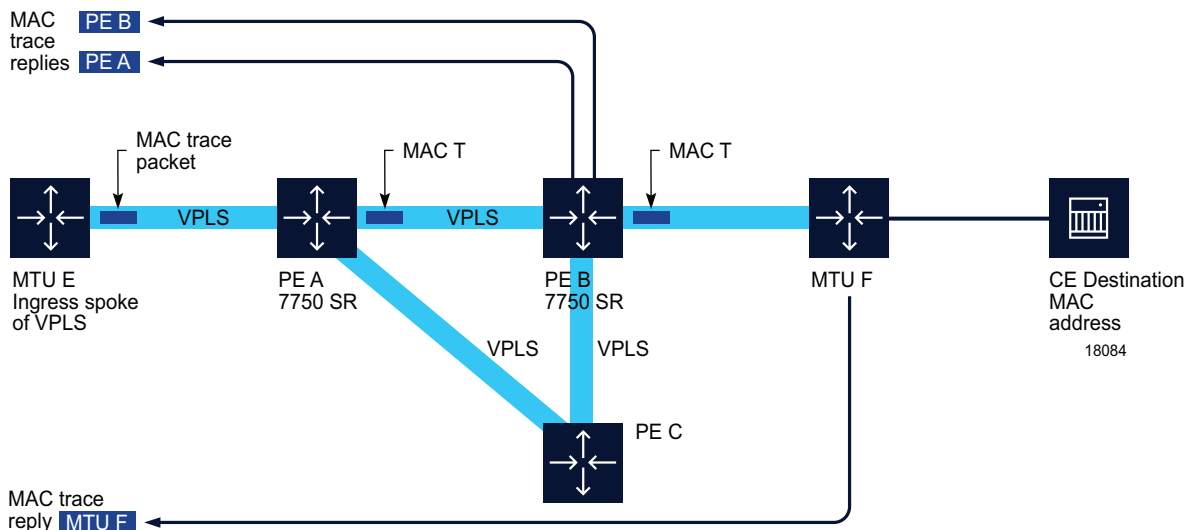 MAC
trace
replies
PE B
PE A
MAC trace
packet
MAC T
MAC T
VPLS
VPLS
MTU E
Ingress spoke
of VPLS
PE A
7750 SR
PE B
7750 SR
MTU F
CE Destination
MAC
address
18084
VPLS
VPLS
PE C
MAC trace
reply MTU F